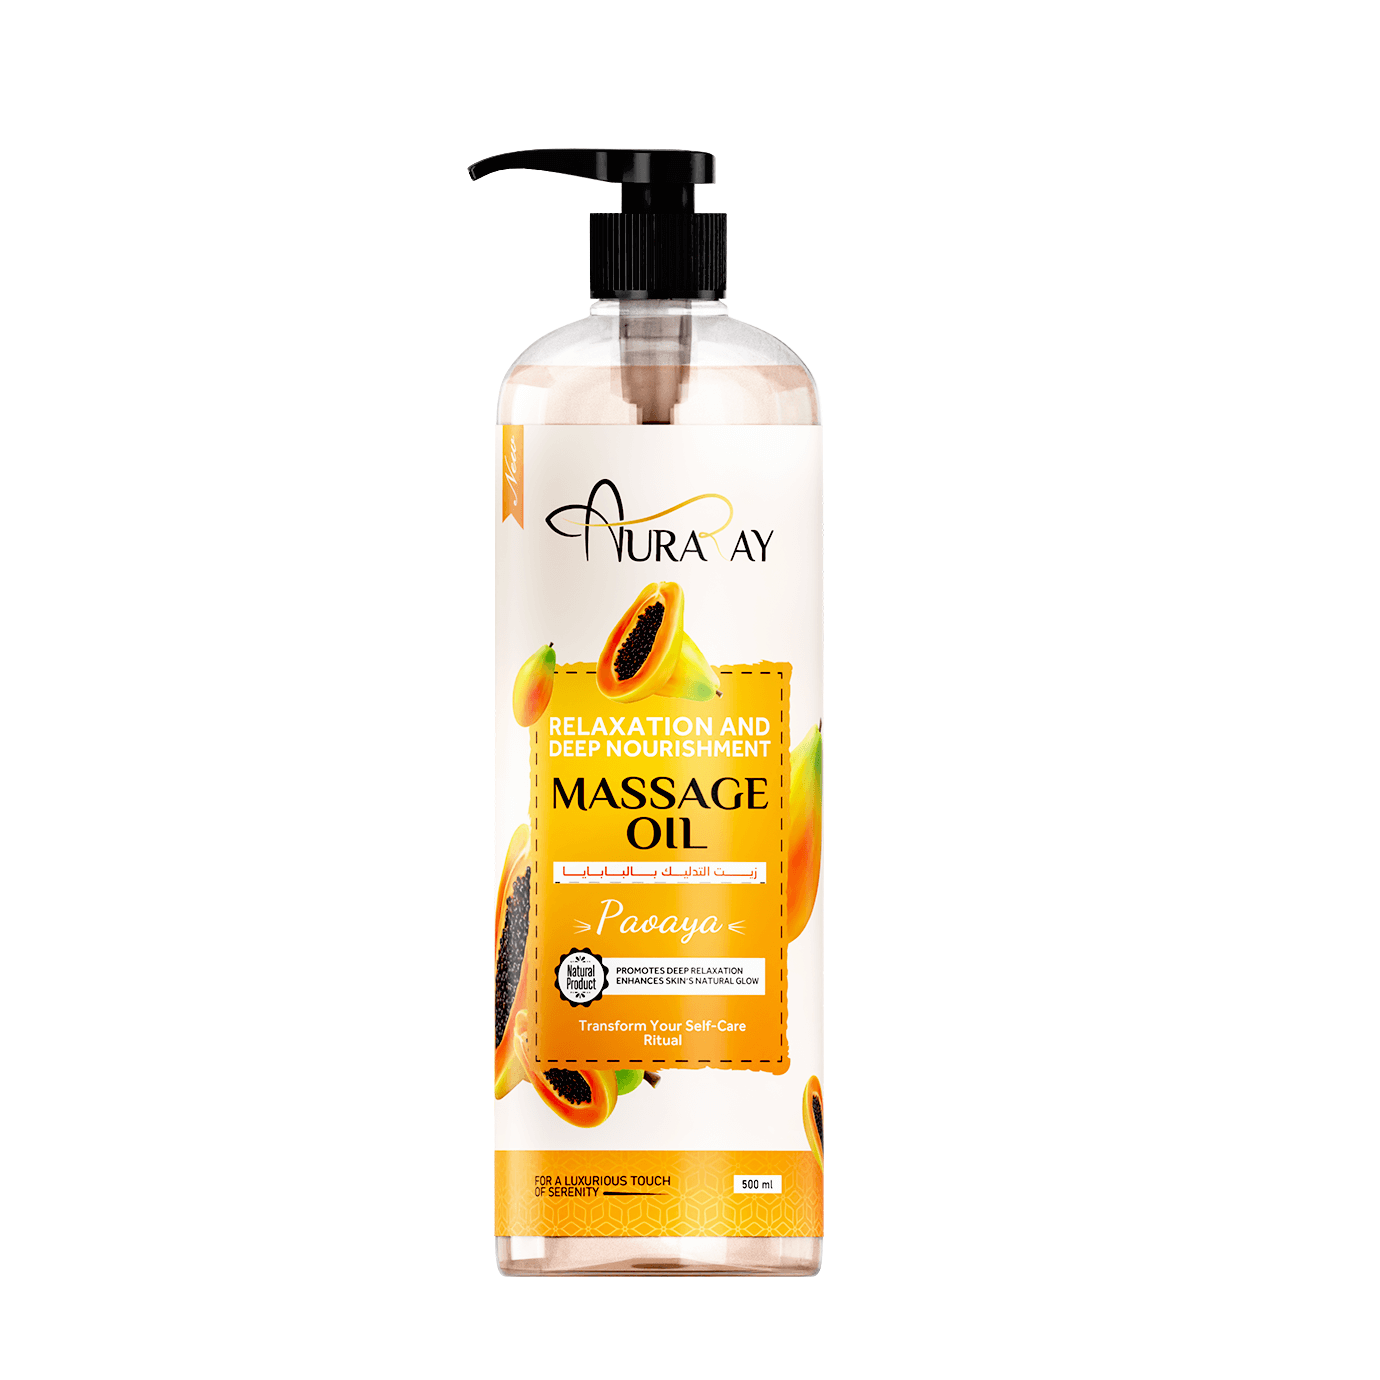 New
AURARAY
RELAXATION AND
DEEP NOURISHMENT
MASSAGE
OIL
زيت التدليك بالبابايا
Paoaya
Natural
Product
PROMOTES DEEP RELAXATION
ENHANCES SKIN'S NATURAL GLOW
Transform Your Self-Care
Ritual
FOR A LUXURIOUS TOUCH
OF SERENITY
500 ml